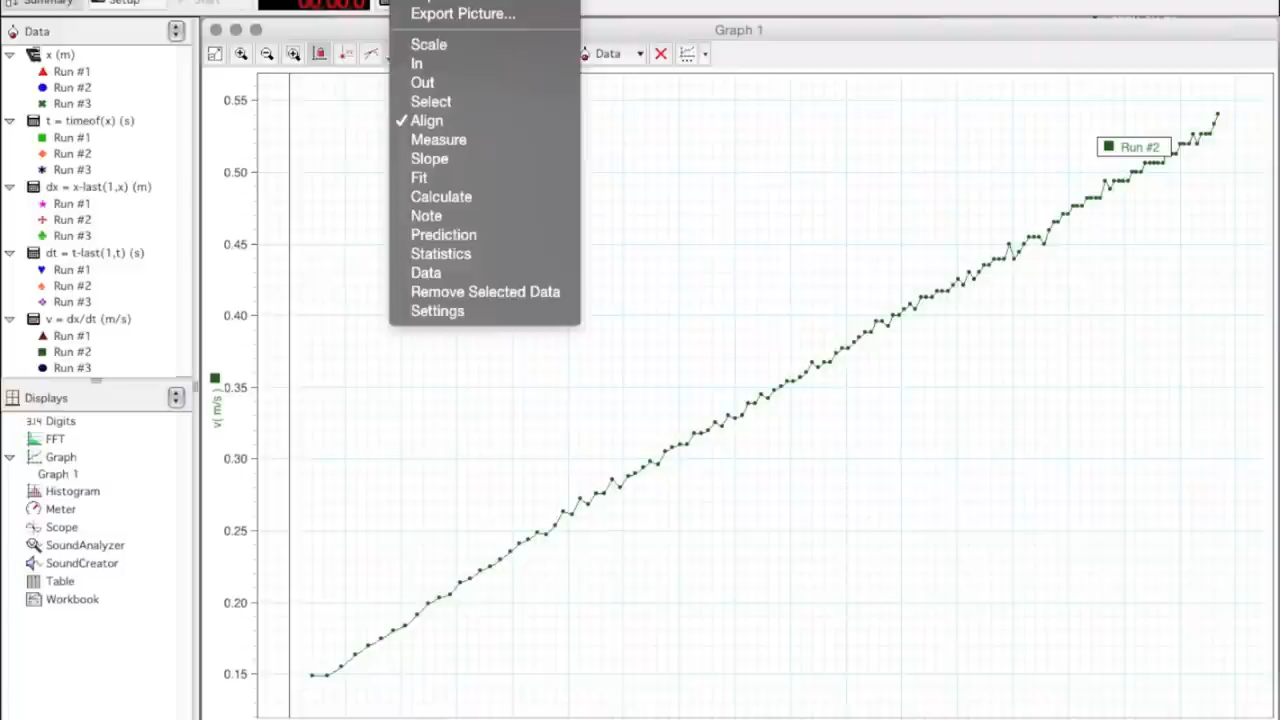 Summary
Setup
Start
00:00.0
Export Picture...
Scale
In
Out
Select
✓ Align
Measure
Slope
Fit
Calculate
Note
Prediction
Statistics
Data
Remove Selected Data
Settings
Data
x (m)
Run #1
Run #2
Run #3
t = timeof(x) (s)
Run #1
Run #2
Run #3
dx = x-last(1,x) (m)
Run #1
Run #2
Run #3
dt = t-last(1,t) (s)
Run #1
Run #2
Run #3
v = dx/dt (m/s)
Run #1
Run #2
Run #3
Displays
3.14 Digits
FFT
Graph
Graph 1
Histogram
Meter
Scope
SoundAnalyzer
SoundCreator
Table
Workbook
Graph 1
Data
0.55
0.50
0.45
0.40
0.35
0.30
0.25
0.20
0.15
v( m/s )
Run #2